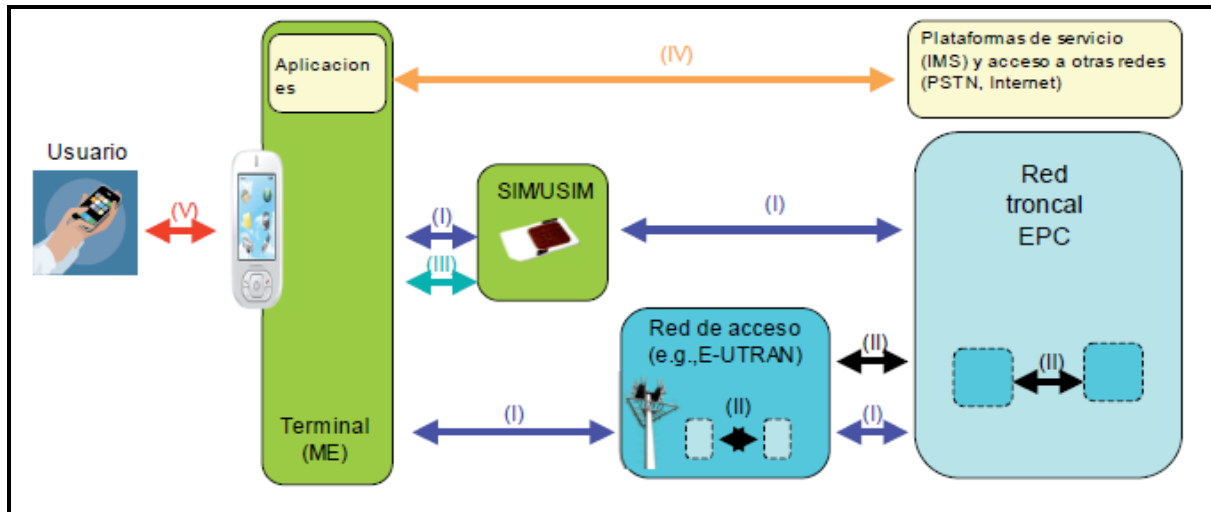 Aplicacion
es
(IV)
Plataformas de servicio
(IMS) y acceso a otras redes
(PSTN, Internet)
Usuario
(V)
(I)
(III)
SIM/USIM
(I)
Red
troncal
EPC
Red de acceso
(e.g.,E-UTRAN)
(II)
(II)
(II)
Terminal
(ME)
(I)
(I)